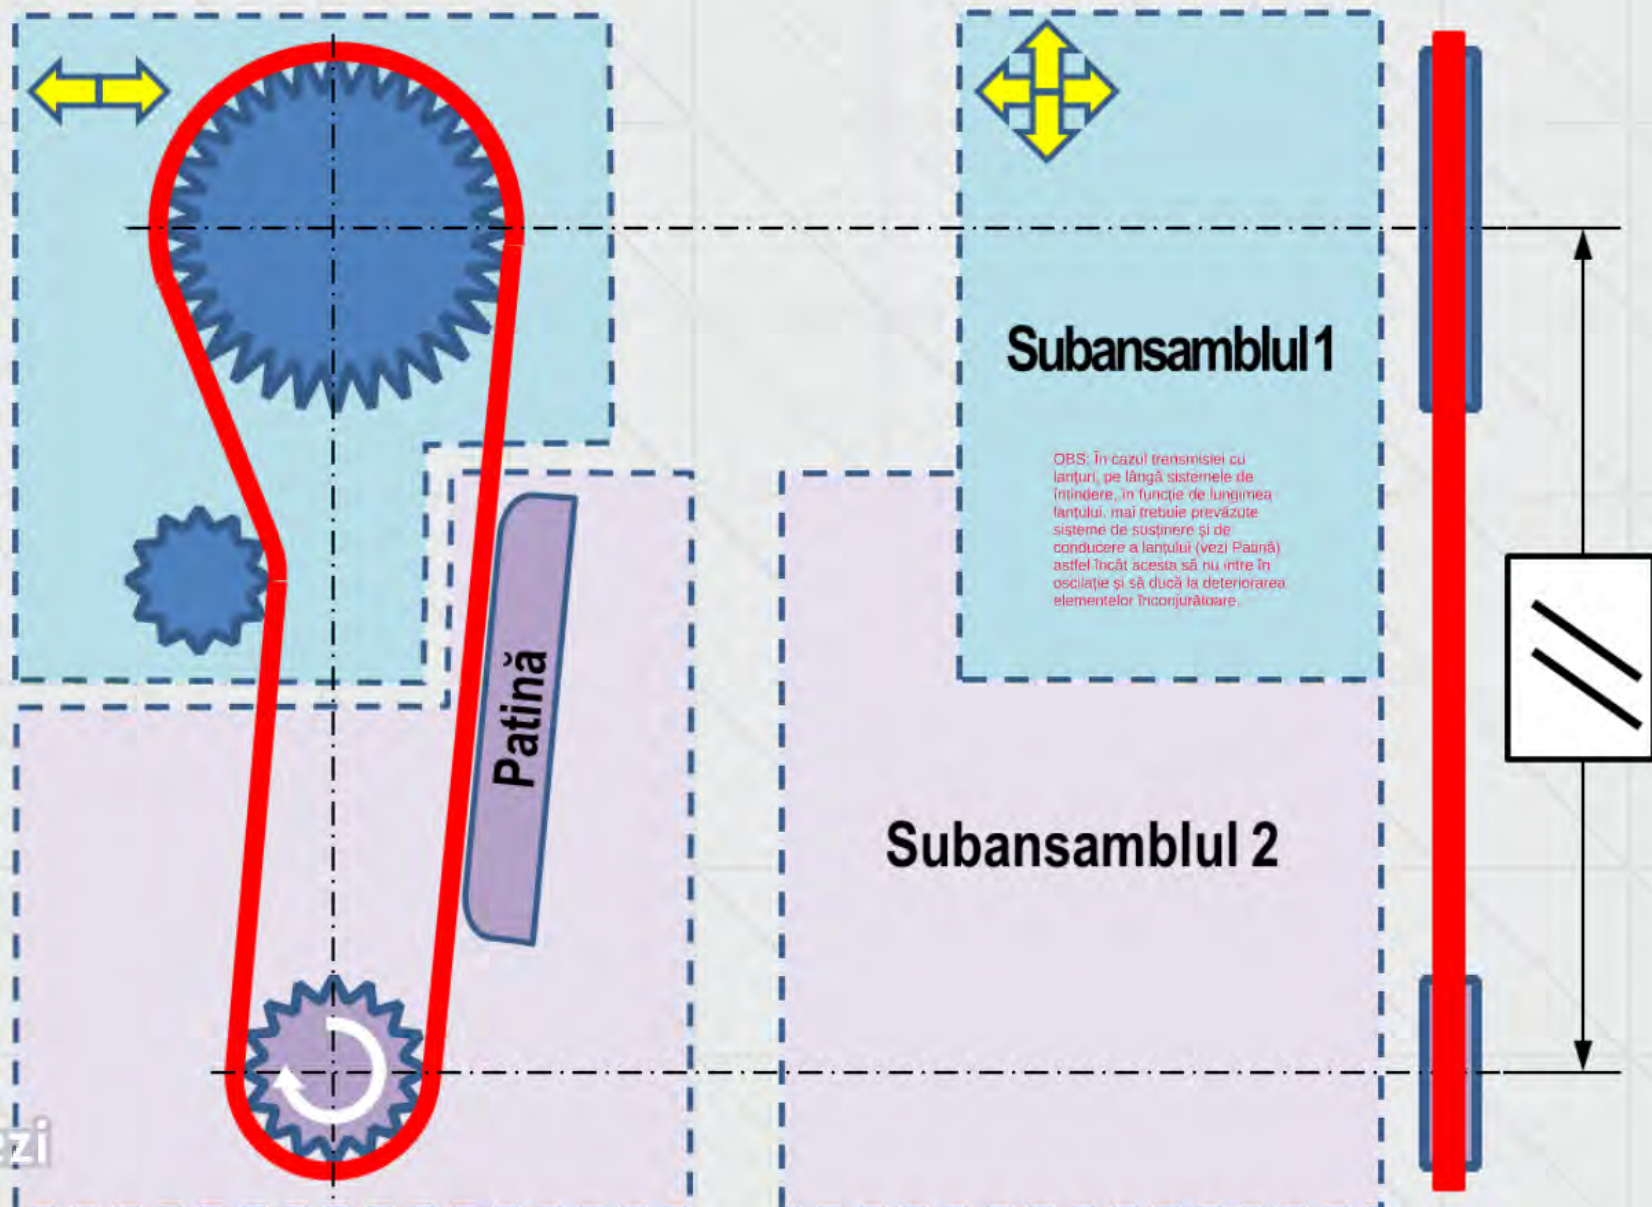 Subansamblul 1
OBS: În cazul transmisiei cu
lanțuri, pe lângă sistemele de
întindere, în funcție de lungimea
lanțului, mai trebuie prevăzute
sisteme de susținere și de
conducere a lanțului (vezi Patină)
astfel încât acesta să nu intre în
oscilație și să ducă la deteriorarea
elementelor înconjurătoare.
Patină
Subansamblul 2
ezi